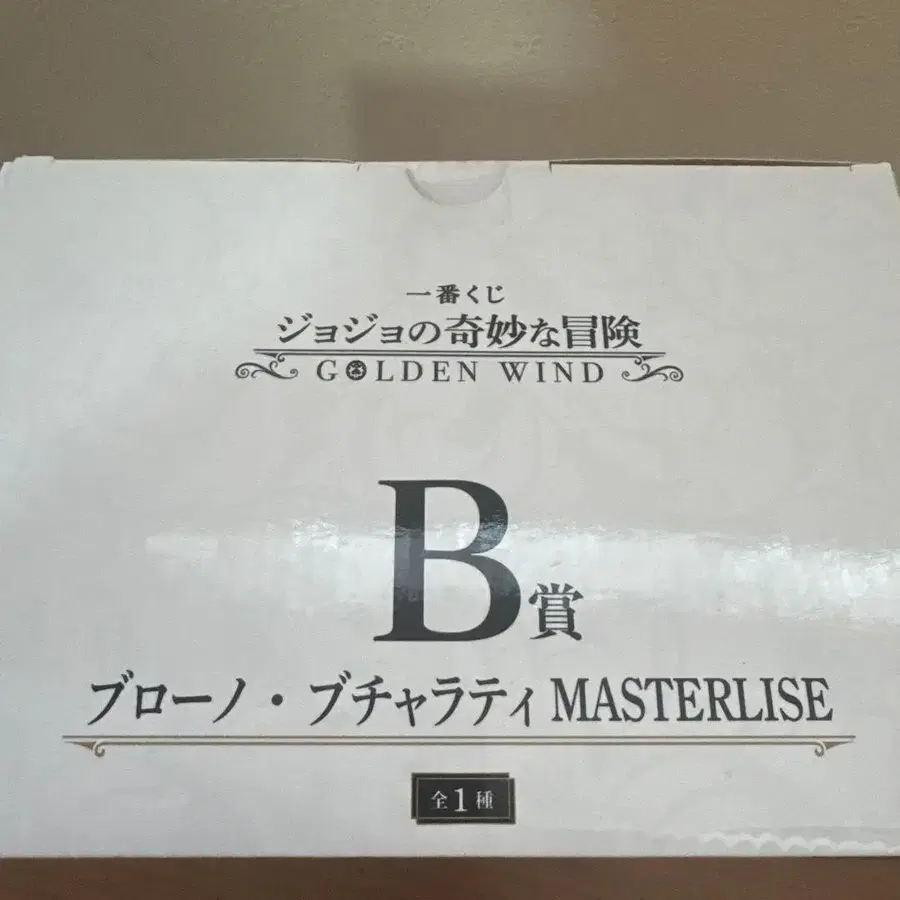 一番くじ
ジョジョの奇妙な冒険
GOLDEN WIND
B賞
ブローノ・ブチャラティ MASTERLISE
全1種